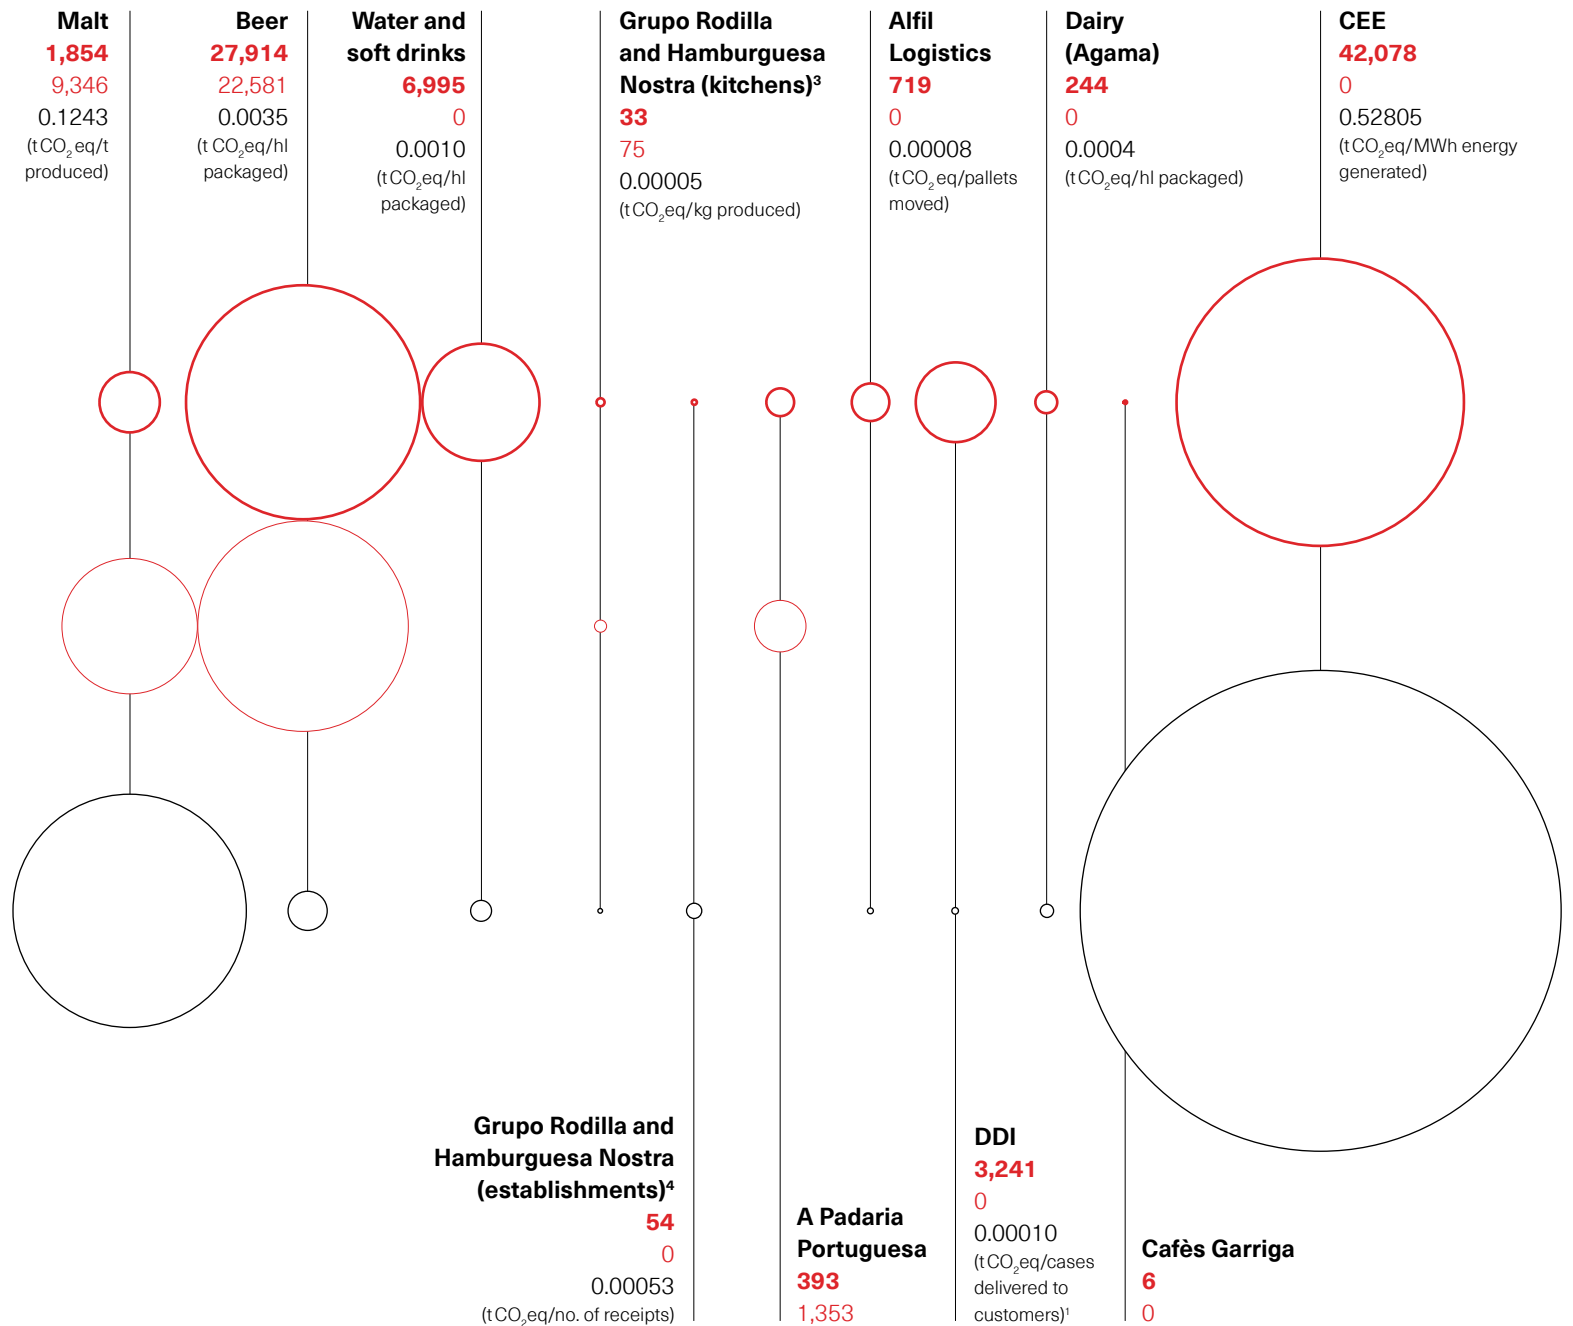 Malt
1,854
9,346
0.1243
(t CO₂ eq/t
produced)
Beer
27,914
22,581
0.0035
(t CO₂eq/hl
packaged)
Water and
soft drinks
6,995
0
0.0010
(t CO₂eq/hl
packaged)
Grupo Rodilla
and Hamburguesa
Nostra (kitchens)³
33
75
0.00005
(t CO₂eq/kg produced)
Alfil
Logistics
719
0
0.00008
(t CO₂ eq/pallets
moved)
Dairy
(Agama)
244
0
0.0004
(t CO₂eq/hl packaged)
CEE
42,078
0
0.52805
(t CO₂eq/MWh energy
generated)
Grupo Rodilla and
Hamburguesa Nostra
(establishments)⁴
54
0
0.00053
(t CO₂eq/no. of receipts)
A Padaria
Portuguesa
393
1,353
DDI
3,241
0
0.00010
(t CO₂eq/cases
delivered to
customers)¹
Cafès Garriga
6
0